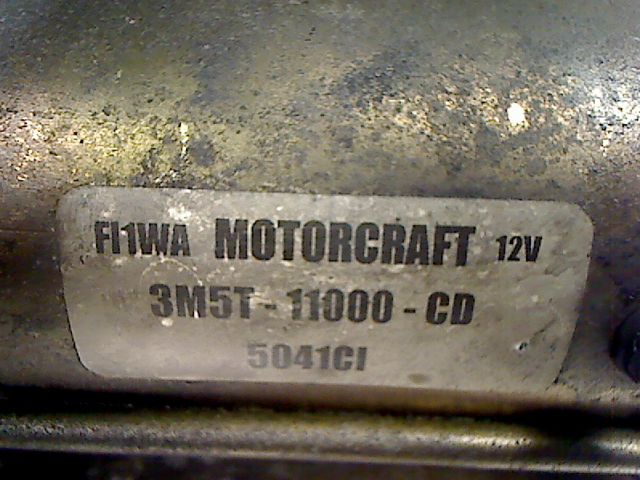 FI1WA MOTORCRAFT 12V
3M5T - 11000 - CD
5041CI